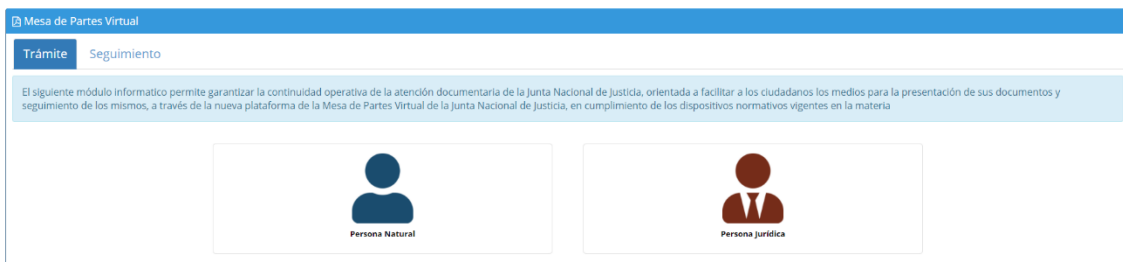 Mesa de Partes Virtual
Trámite
Seguimiento
El siguiente módulo informatico permite garantizar la continuidad operativa de la atención documentaria de la Junta Nacional de Justicia, orientada a facilitar a los ciudadanos los medios para la presentación de sus documentos y
seguimiento de los mismos, a través de la nueva plataforma de la Mesa de Partes Virtual de la Junta Nacional de Justicia, en cumplimiento de los dispositivos normativos vigentes en la materia
Persona Natural
Persona Jurídica